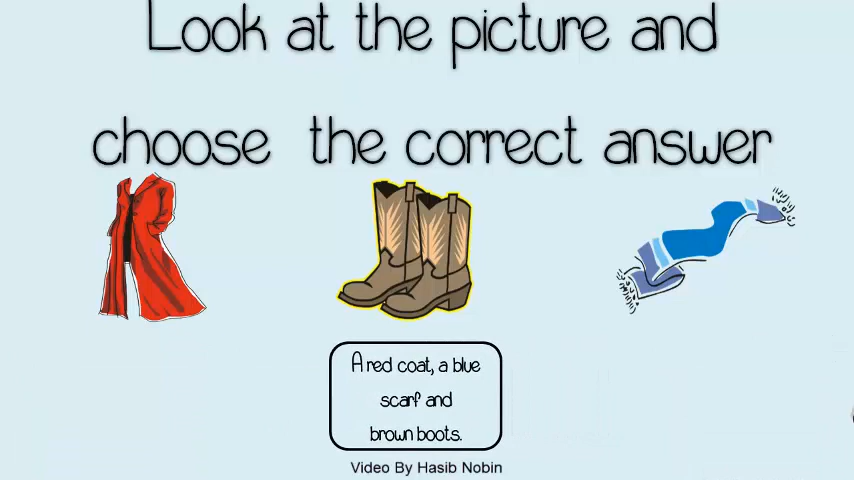 Look at the picture and
choose the correct answer
A red coat, a blue
scarf and
brown boots.
Video By Hasib Nobin